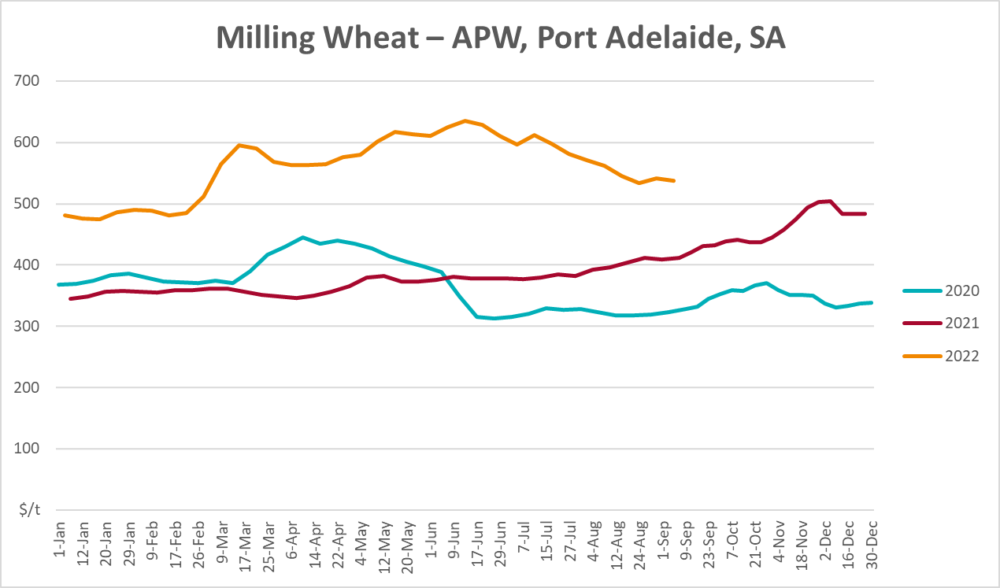 Milling Wheat – APW, Port Adelaide, SA
700
600
500
400
300
200
100
$/t
1-Jan
12-Jan
20-Jan
29-Jan
9-Feb
17-Feb
26-Feb
9-Mar
17-Mar
25-Mar
6-Apr
14-Apr
22-Apr
4-May
12-May
20-May
1-Jun
9-Jun
17-Jun
29-Jun
7-Jul
15-Jul
27-Jul
4-Aug
12-Aug
24-Aug
1-Sep
9-Sep
23-Sep
7-Oct
21-Oct
4-Nov
18-Nov
2-Dec
16-Dec
30-Dec
2020
2021
2022